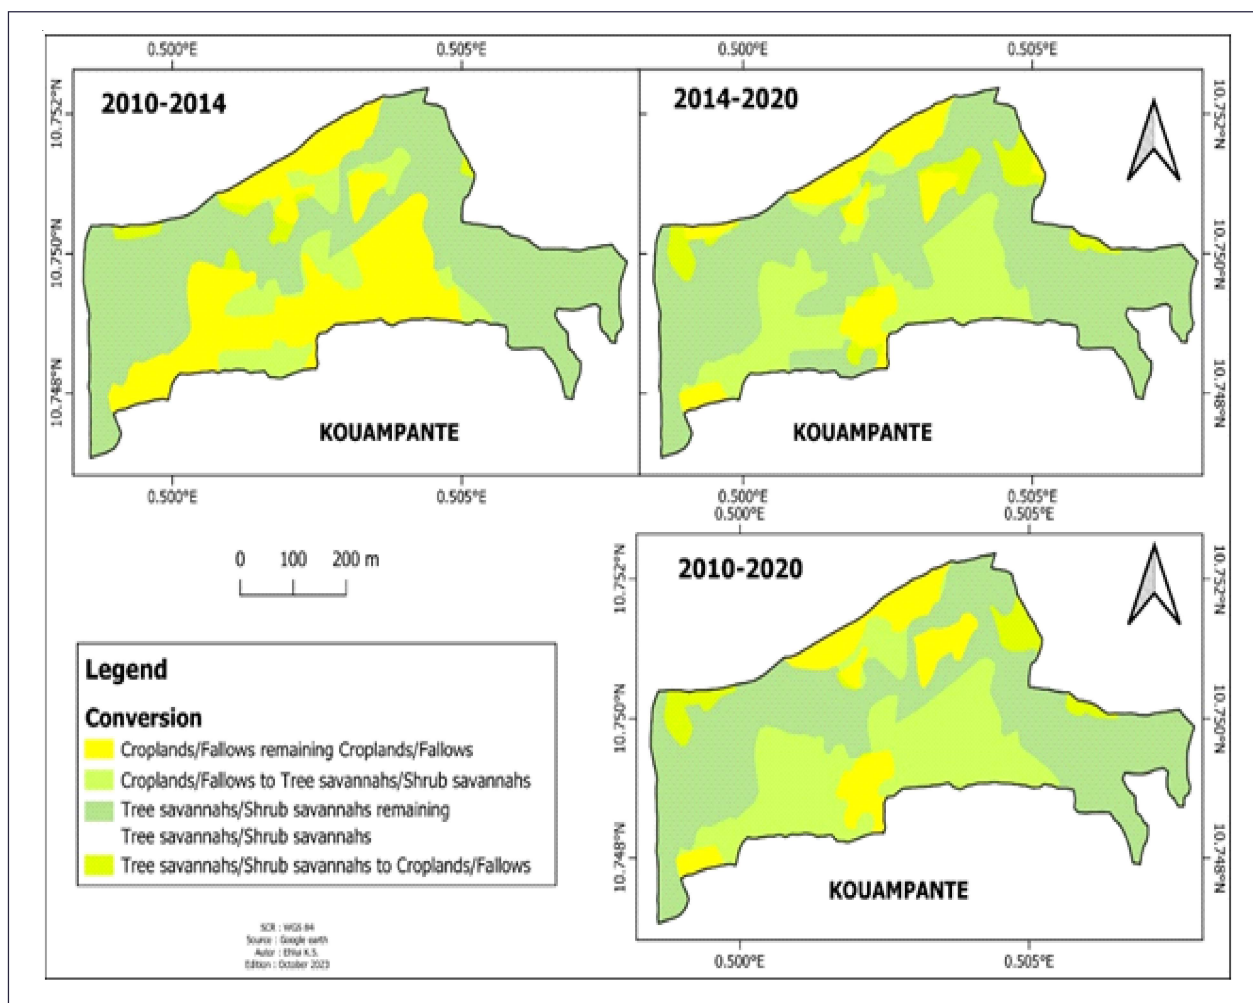 0.500°E 0.505°E 0.500°E 0.505°E
2010-2014
2014-2020
10.752°N
10.750°N
10.748°N
10.752°N
10.750°N
10.748°N
KOUAMPANTE
KOUAMPANTE
0.500°E 0.505°E 0.500°E 0.505°E
0.500°E 0.505°E
0 100 200 m
2010-2020
10.752°N
10.750°N
10.748°N
10.752°N
10.750°N
10.748°N
KOUAMPANTE
0.500°E 0.505°E
Legend
Conversion
Croplands/Fallows remaining Croplands/Fallows
Croplands/Fallows to Tree savannahs/Shrub savannahs
Tree savannahs/Shrub savannahs remaining
Tree savannahs/Shrub savannahs
Tree savannahs/Shrub savannahs to Croplands/Fallows
SCR : WGS 84
Source : Google earth
Autor : K.S.
Edition : October 2023